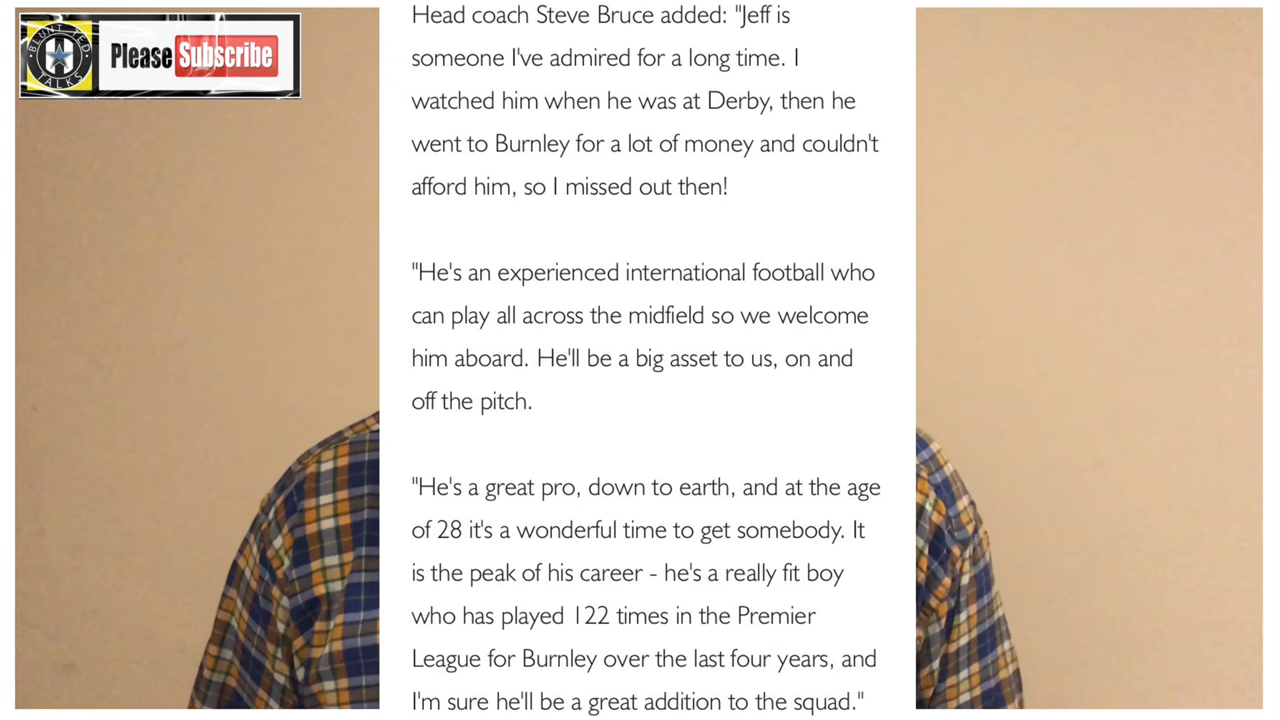 BLUNT TED
TALKS
Please Subscribe
Head coach Steve Bruce added: "Jeff is
someone I've admired for a long time. I
watched him when he was at Derby, then he
went to Burnley for a lot of money and couldn't
afford him, so I missed out then!
"He's an experienced international football who
can play all across the midfield so we welcome
him aboard. He'll be a big asset to us, on and
off the pitch.
"He's a great pro, down to earth, and at the age
of 28 it's a wonderful time to get somebody. It
is the peak of his career - he's a really fit boy
who has played 122 times in the Premier
League for Burnley over the last four years, and
I'm sure he'll be a great addition to the squad."